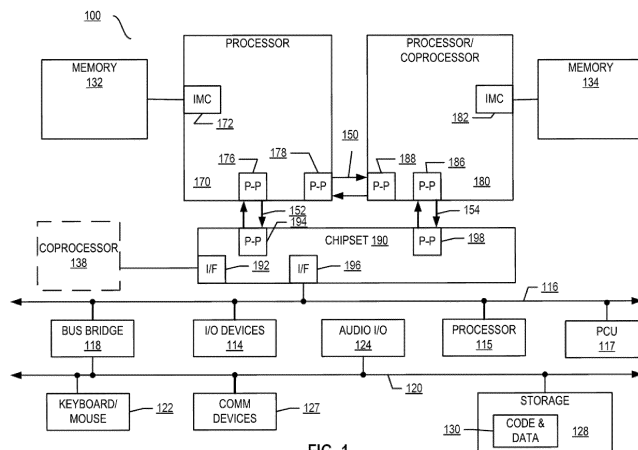 100
PROCESSOR
PROCESSOR/
COPROCESSOR
MEMORY
132
MEMORY
134
IMC
172
IMC
182
150
176
178
188
186
170
P-P
P-P
P-P
P-P
180
152
154
194
COPROCESSOR
138
CHIPSET 190
P-P
P-P
198
I/F
192
I/F
196
116
BUS BRIDGE
118
I/O DEVICES
114
AUDIO I/O
124
PROCESSOR
115
PCU
117
120
KEYBOARD/
MOUSE
122
COMM
DEVICES
127
STORAGE
130
CODE &
DATA
128
FIG. 1